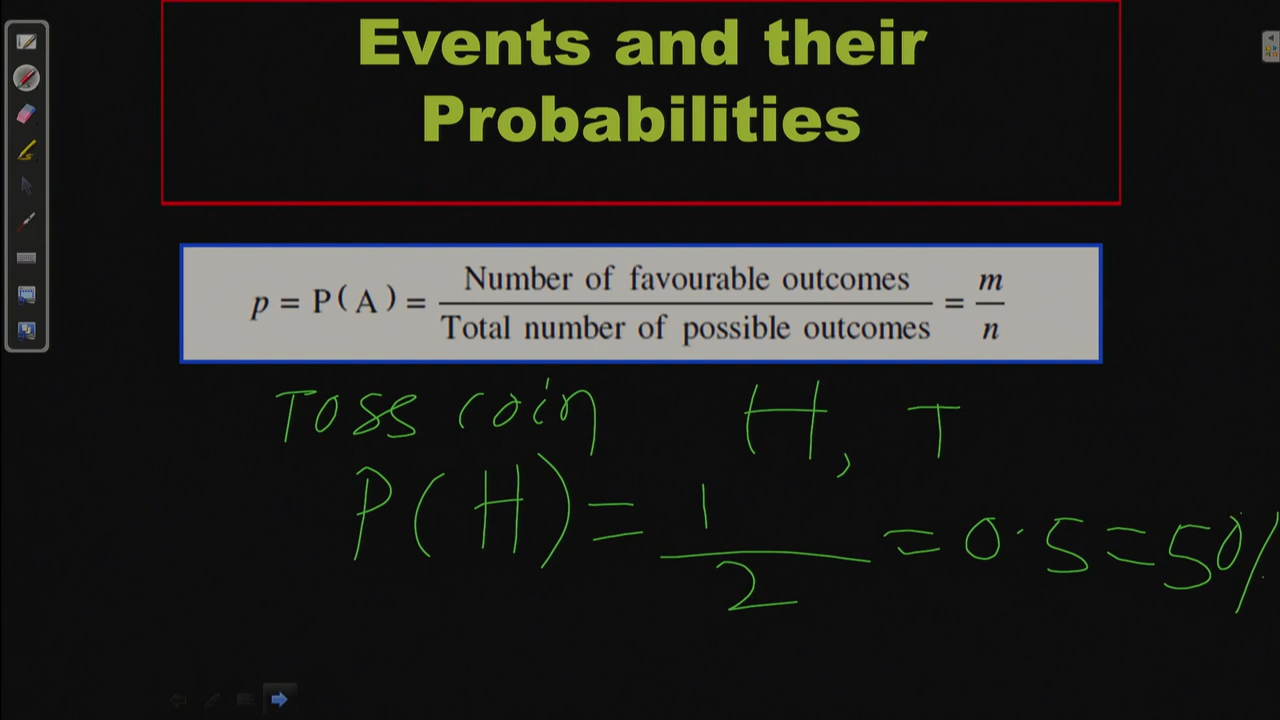 Events and their
Probabilities
p = P(A) = Number of favourable outcomes / Total number of possible outcomes = m / n
Toss coin H, T
P(H) = 1 / 2 = 0.5 = 50%